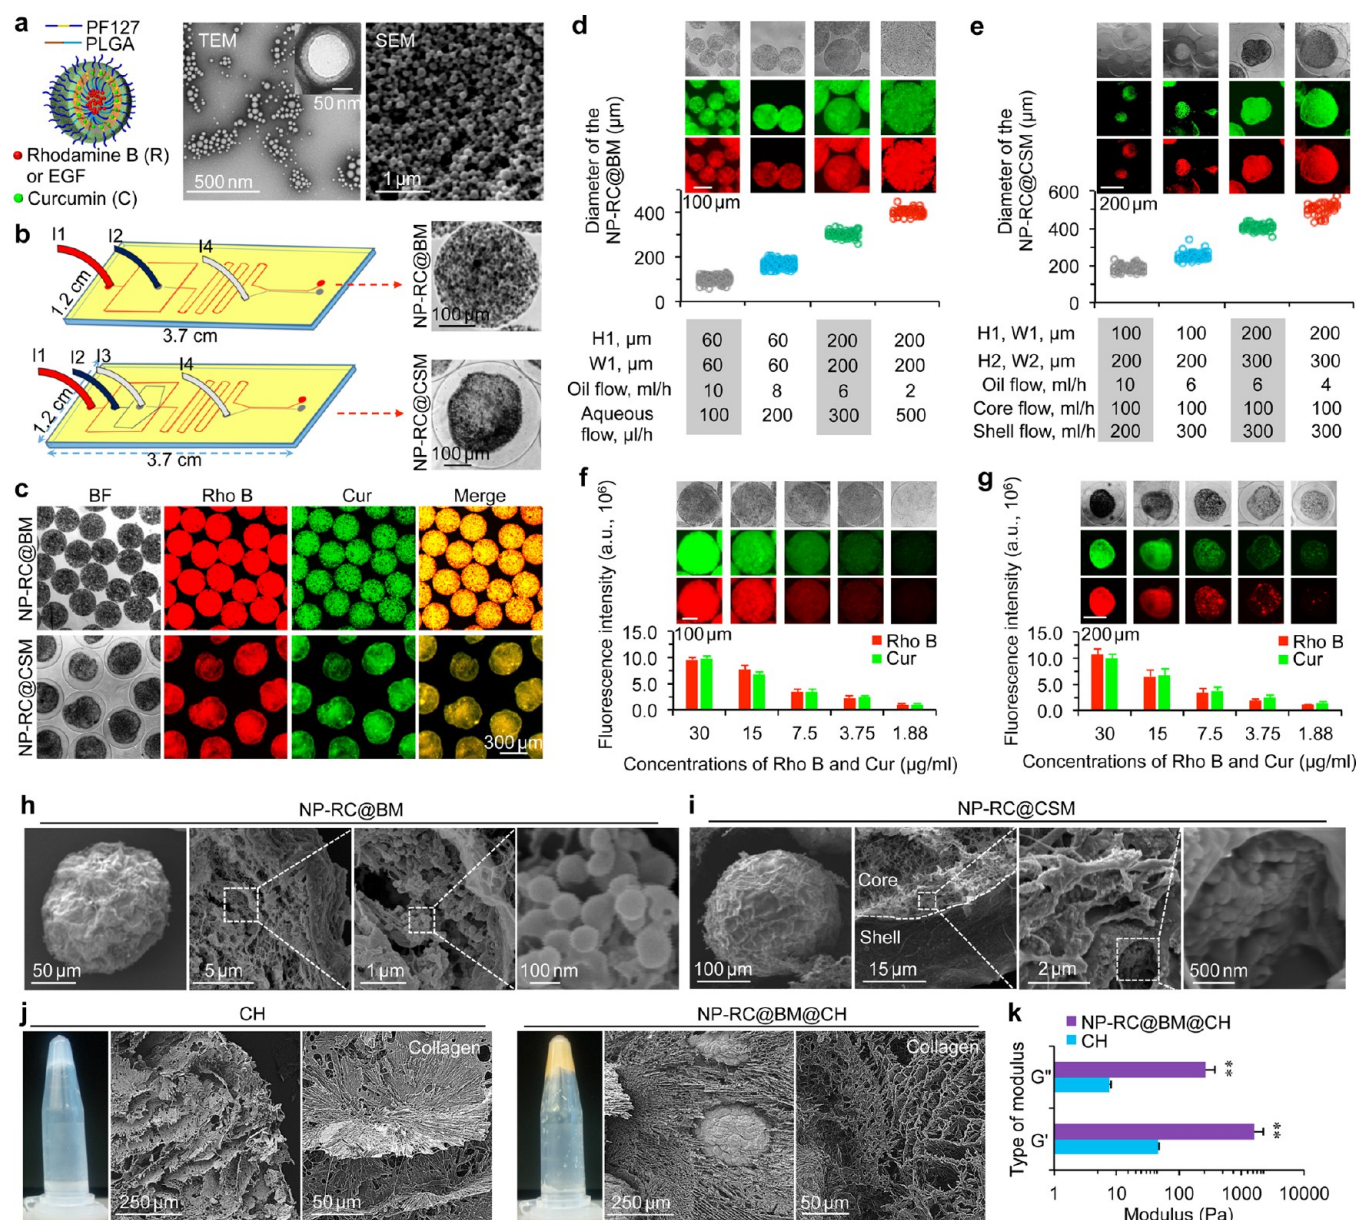 a
PF127
PLGA
Rhodamine B (R)
or EGF
Curcumin (C)
TEM
50 nm
500 nm
SEM
1 µm
b
I1
I2
I4
1.2 cm
3.7 cm
NP-RC@BM
100 µm
I1
I2
I3
I4
1.2 cm
3.7 cm
NP-RC@CSM
100 µm
c
BF
Rho B
Cur
Merge
NP-RC@BM
NP-RC@CSM
300 µm
d
Diameter of the
NP-RC@BM (µm)
100 µm
400
200
0
H1, µm 60 60 200 200
W1, µm 60 60 200 200
Oil flow, ml/h 10 8 6 2
Aqueous 100 200 300 500
flow, µl/h
e
Diameter of the
NP-RC@CSM (µm)
200 µm
600
400
200
0
H1, W1, µm 100 100 200 200
H2, W2, µm 200 200 300 300
Oil flow, ml/h 10 6 6 4
Core flow, ml/h 100 100 100 100
Shell flow, ml/h 200 300 300 300
f
Fluorescence intensity (a.u., 10⁶)
100 µm
Rho B
Cur
15.0
10.0
5.0
0.0
30 15 7.5 3.75 1.88
Concentrations of Rho B and Cur (µg/ml)
g
Fluorescence intensity (a.u., 10⁶)
200 µm
Rho B
Cur
15.0
10.0
5.0
0.0
30 15 7.5 3.75 1.88
Concentrations of Rho B and Cur (µg/ml)
h
NP-RC@BM
50 µm
5 µm
1 µm
100 nm
i
NP-RC@CSM
100 µm
Core
Shell
15 µm
2 µm
500 nm
j
CH
250 µm
Collagen
50 µm
NP-RC@BM@CH
250 µm
Collagen
50 µm
k
NP-RC@BM@CH
CH
Type of modulus
G"
**
G'
**
1 10 100 1000 10000
Modulus (Pa)